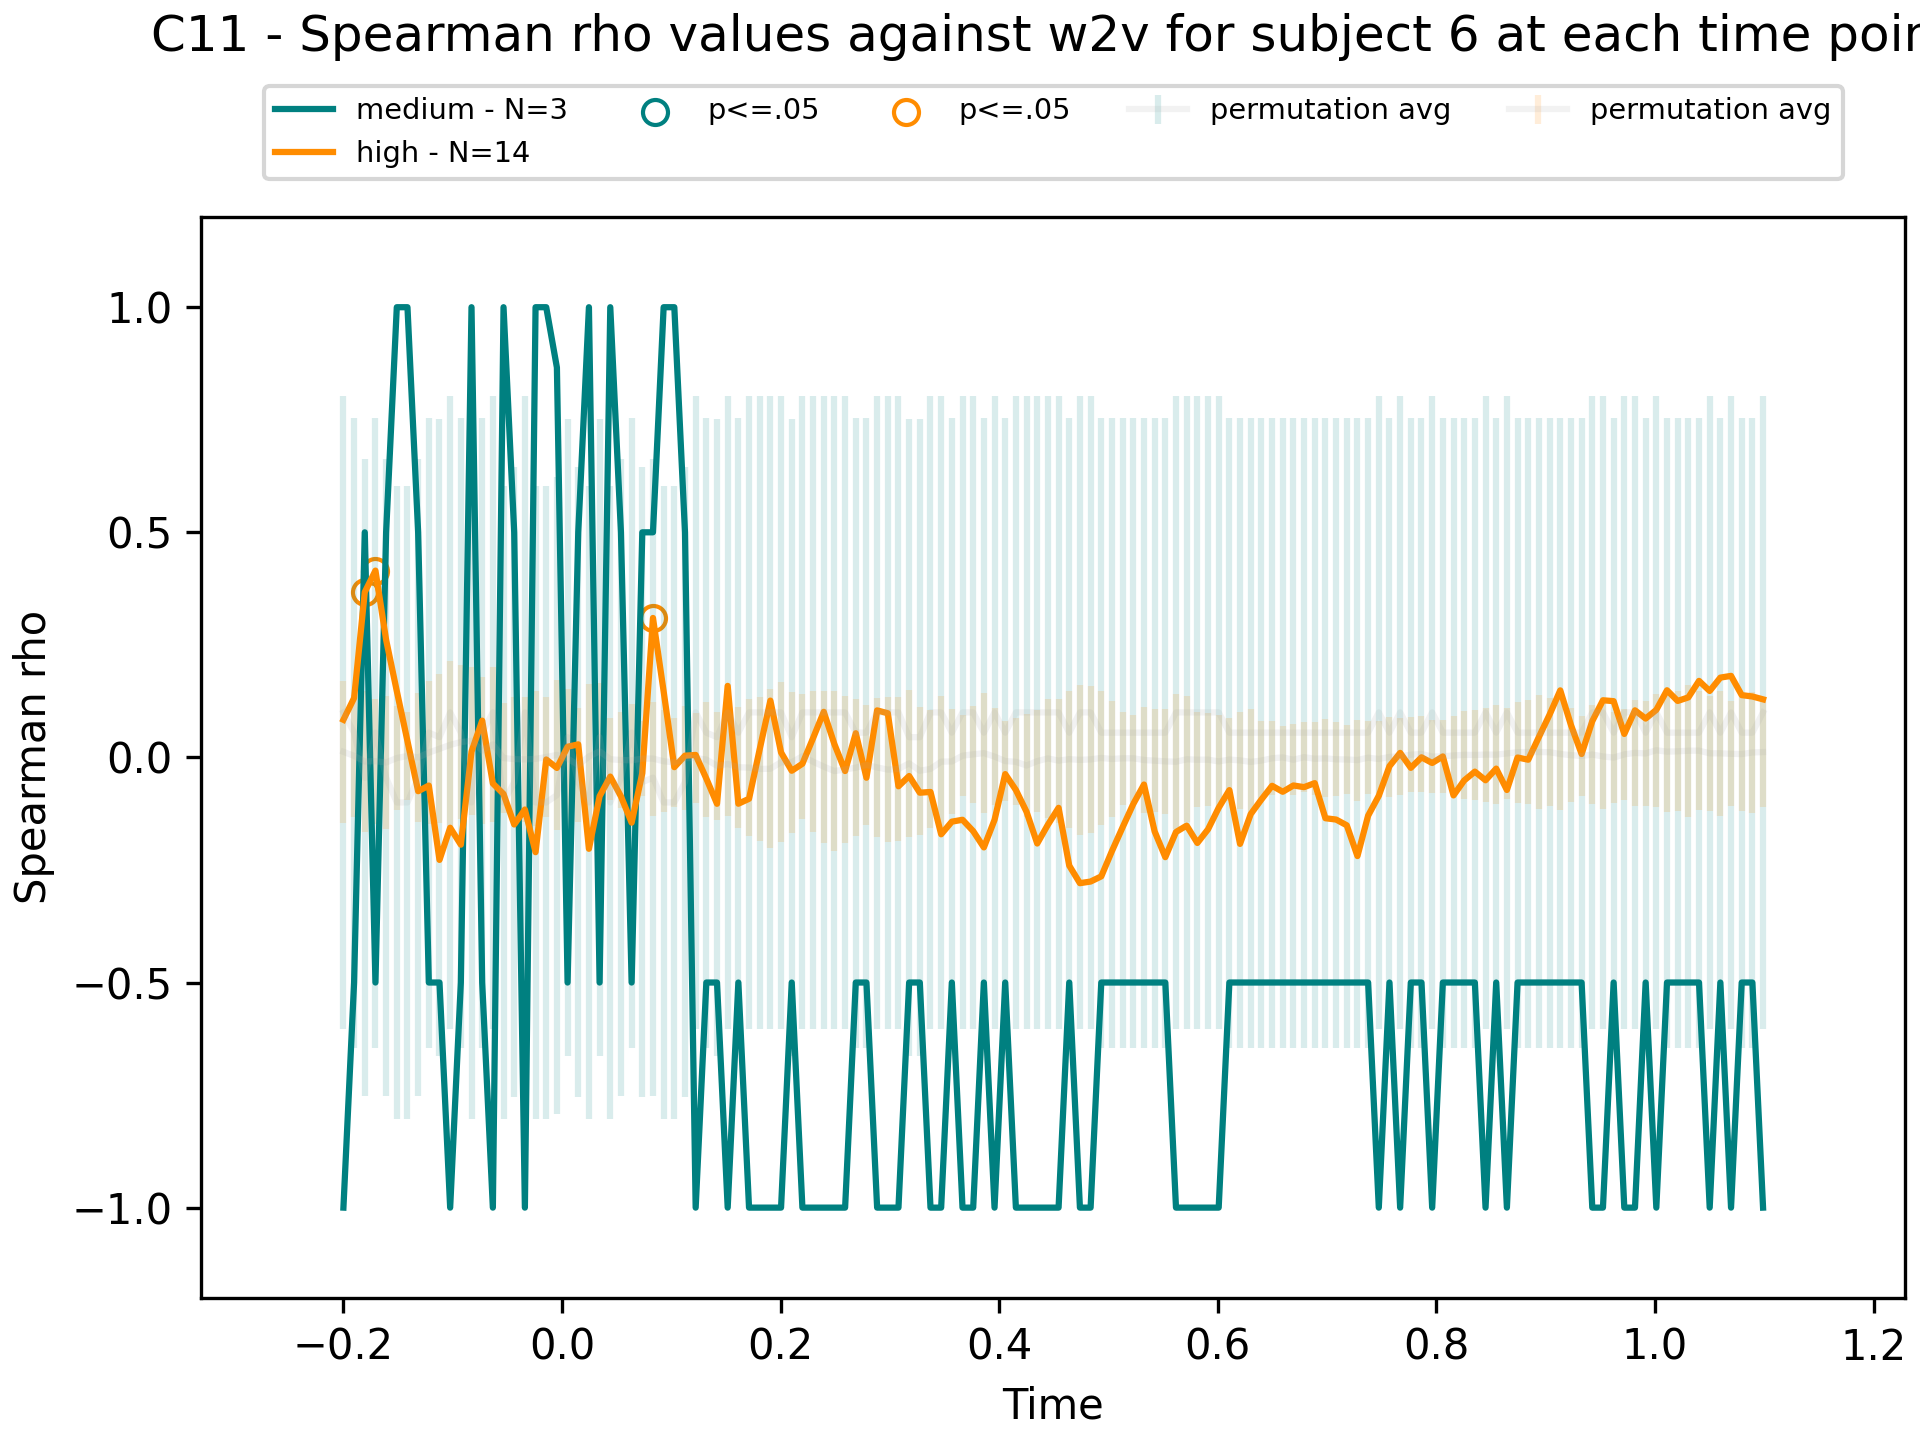 C11 - Spearman rho values against w2v for subject 6 at each time poin
medium - N=3
high - N=14
p<=.05
p<=.05
permutation avg
permutation avg
1.0
0.5
0.0
−0.5
−1.0
Spearman rho
−0.2
0.0
0.2
0.4
0.6
0.8
1.0
1.2
Time